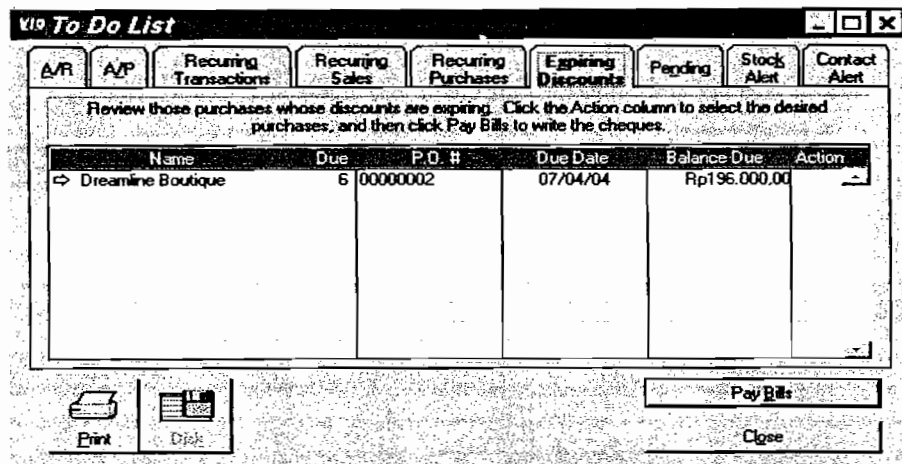 V10 To Do List
A/R
A/P
Recurring
Transactions
Recurring
Sales
Recurring
Purchases
Expiring
Discounts
Pending
Stock
Alert
Contact
Alert
Review those purchases whose discounts are expiring. Click the Action column to select the desired
purchases, and then click Pay Bills to write the cheques.
Name Due P.O. # Due Date Balance Due Action
Dreamline Boutique 6 00000002 07/04/04 Rp196.000,00
Print
Disk
Pay Bills
Close